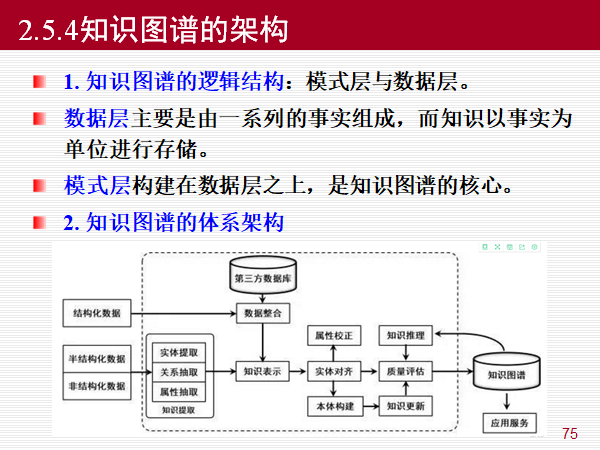 2.5.4知识图谱的架构
1. 知识图谱的逻辑结构：模式层与数据层。
数据层主要是由一系列的事实组成，而知识以事实为
单位进行存储。
模式层构建在数据层之上，是知识图谱的核心。
2. 知识图谱的体系架构
第三方数据库
结构化数据
数据整合
属性校正
知识推理
半结构化数据
非结构化数据
实体提取
关系抽取
属性抽取
知识提取
知识表示
实体对齐
质量评估
知识图谱
本体构建
知识更新
应用服务
75